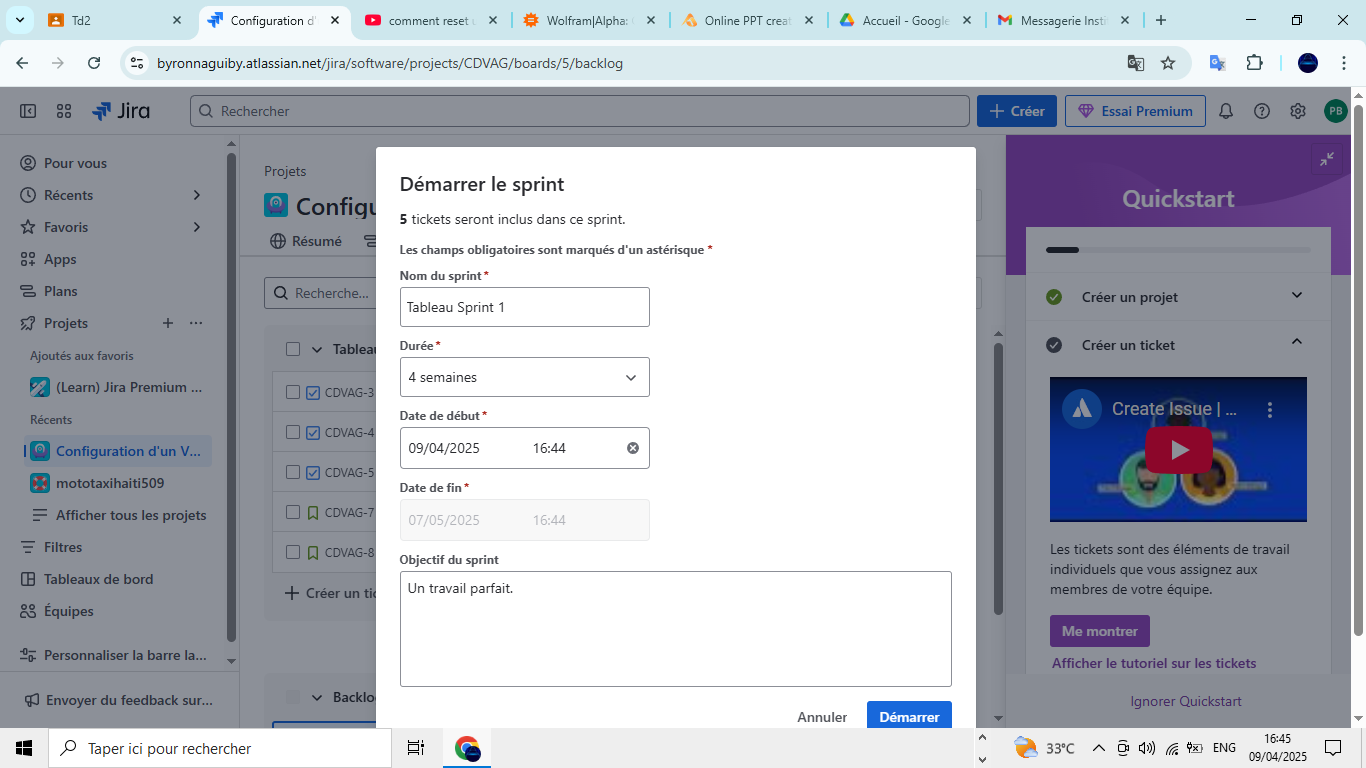 Td2
Configuration d'
comment reset u
Wolfram|Alpha:
Online PPT creat
Accueil - Google
Messagerie Insti
byronnaguiby.atlassian.net/jira/software/projects/CDVAG/boards/5/backlog
Jira
Rechercher
Créer
Essai Premium
PB
Pour vous
Récents
Favoris
Apps
Plans
Projets
Ajoutés aux favoris
(Learn) Jira Premium ...
Récents
Configuration d'un V...
mototaxihaiti509
Afficher tous les projets
Filtres
Tableaux de bord
Équipes
Personnaliser la barre la...
Envoyer du feedback sur...
Projets
Configu
Résumé
Recherche...
Tableau
CDVAG-3
CDVAG-4
CDVAG-5
CDVAG-7
CDVAG-8
Créer un tic
Backlog
Démarrer le sprint
5 tickets seront inclus dans ce sprint.
Les champs obligatoires sont marqués d'un astérisque *
Nom du sprint *
Tableau Sprint 1
Durée *
4 semaines
Date de début *
09/04/2025 16:44
Date de fin *
07/05/2025 16:44
Objectif du sprint
Un travail parfait.
Annuler
Démarrer
Quickstart
Créer un projet
Créer un ticket
Create Issue | ...
Les tickets sont des éléments de travail
individuels que vous assignez aux
membres de votre équipe.
Me montrer
Afficher le tutoriel sur les tickets
Ignorer Quickstart
Taper ici pour rechercher
33°C
ENG
16:45
09/04/2025